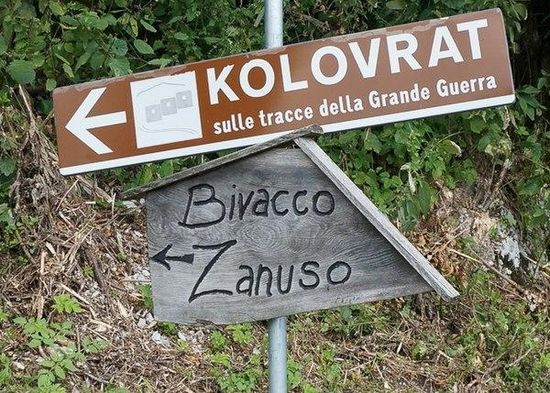 KOLOVRAT
sulle tracce della Grande Guerra
Bivacco
Zanuso